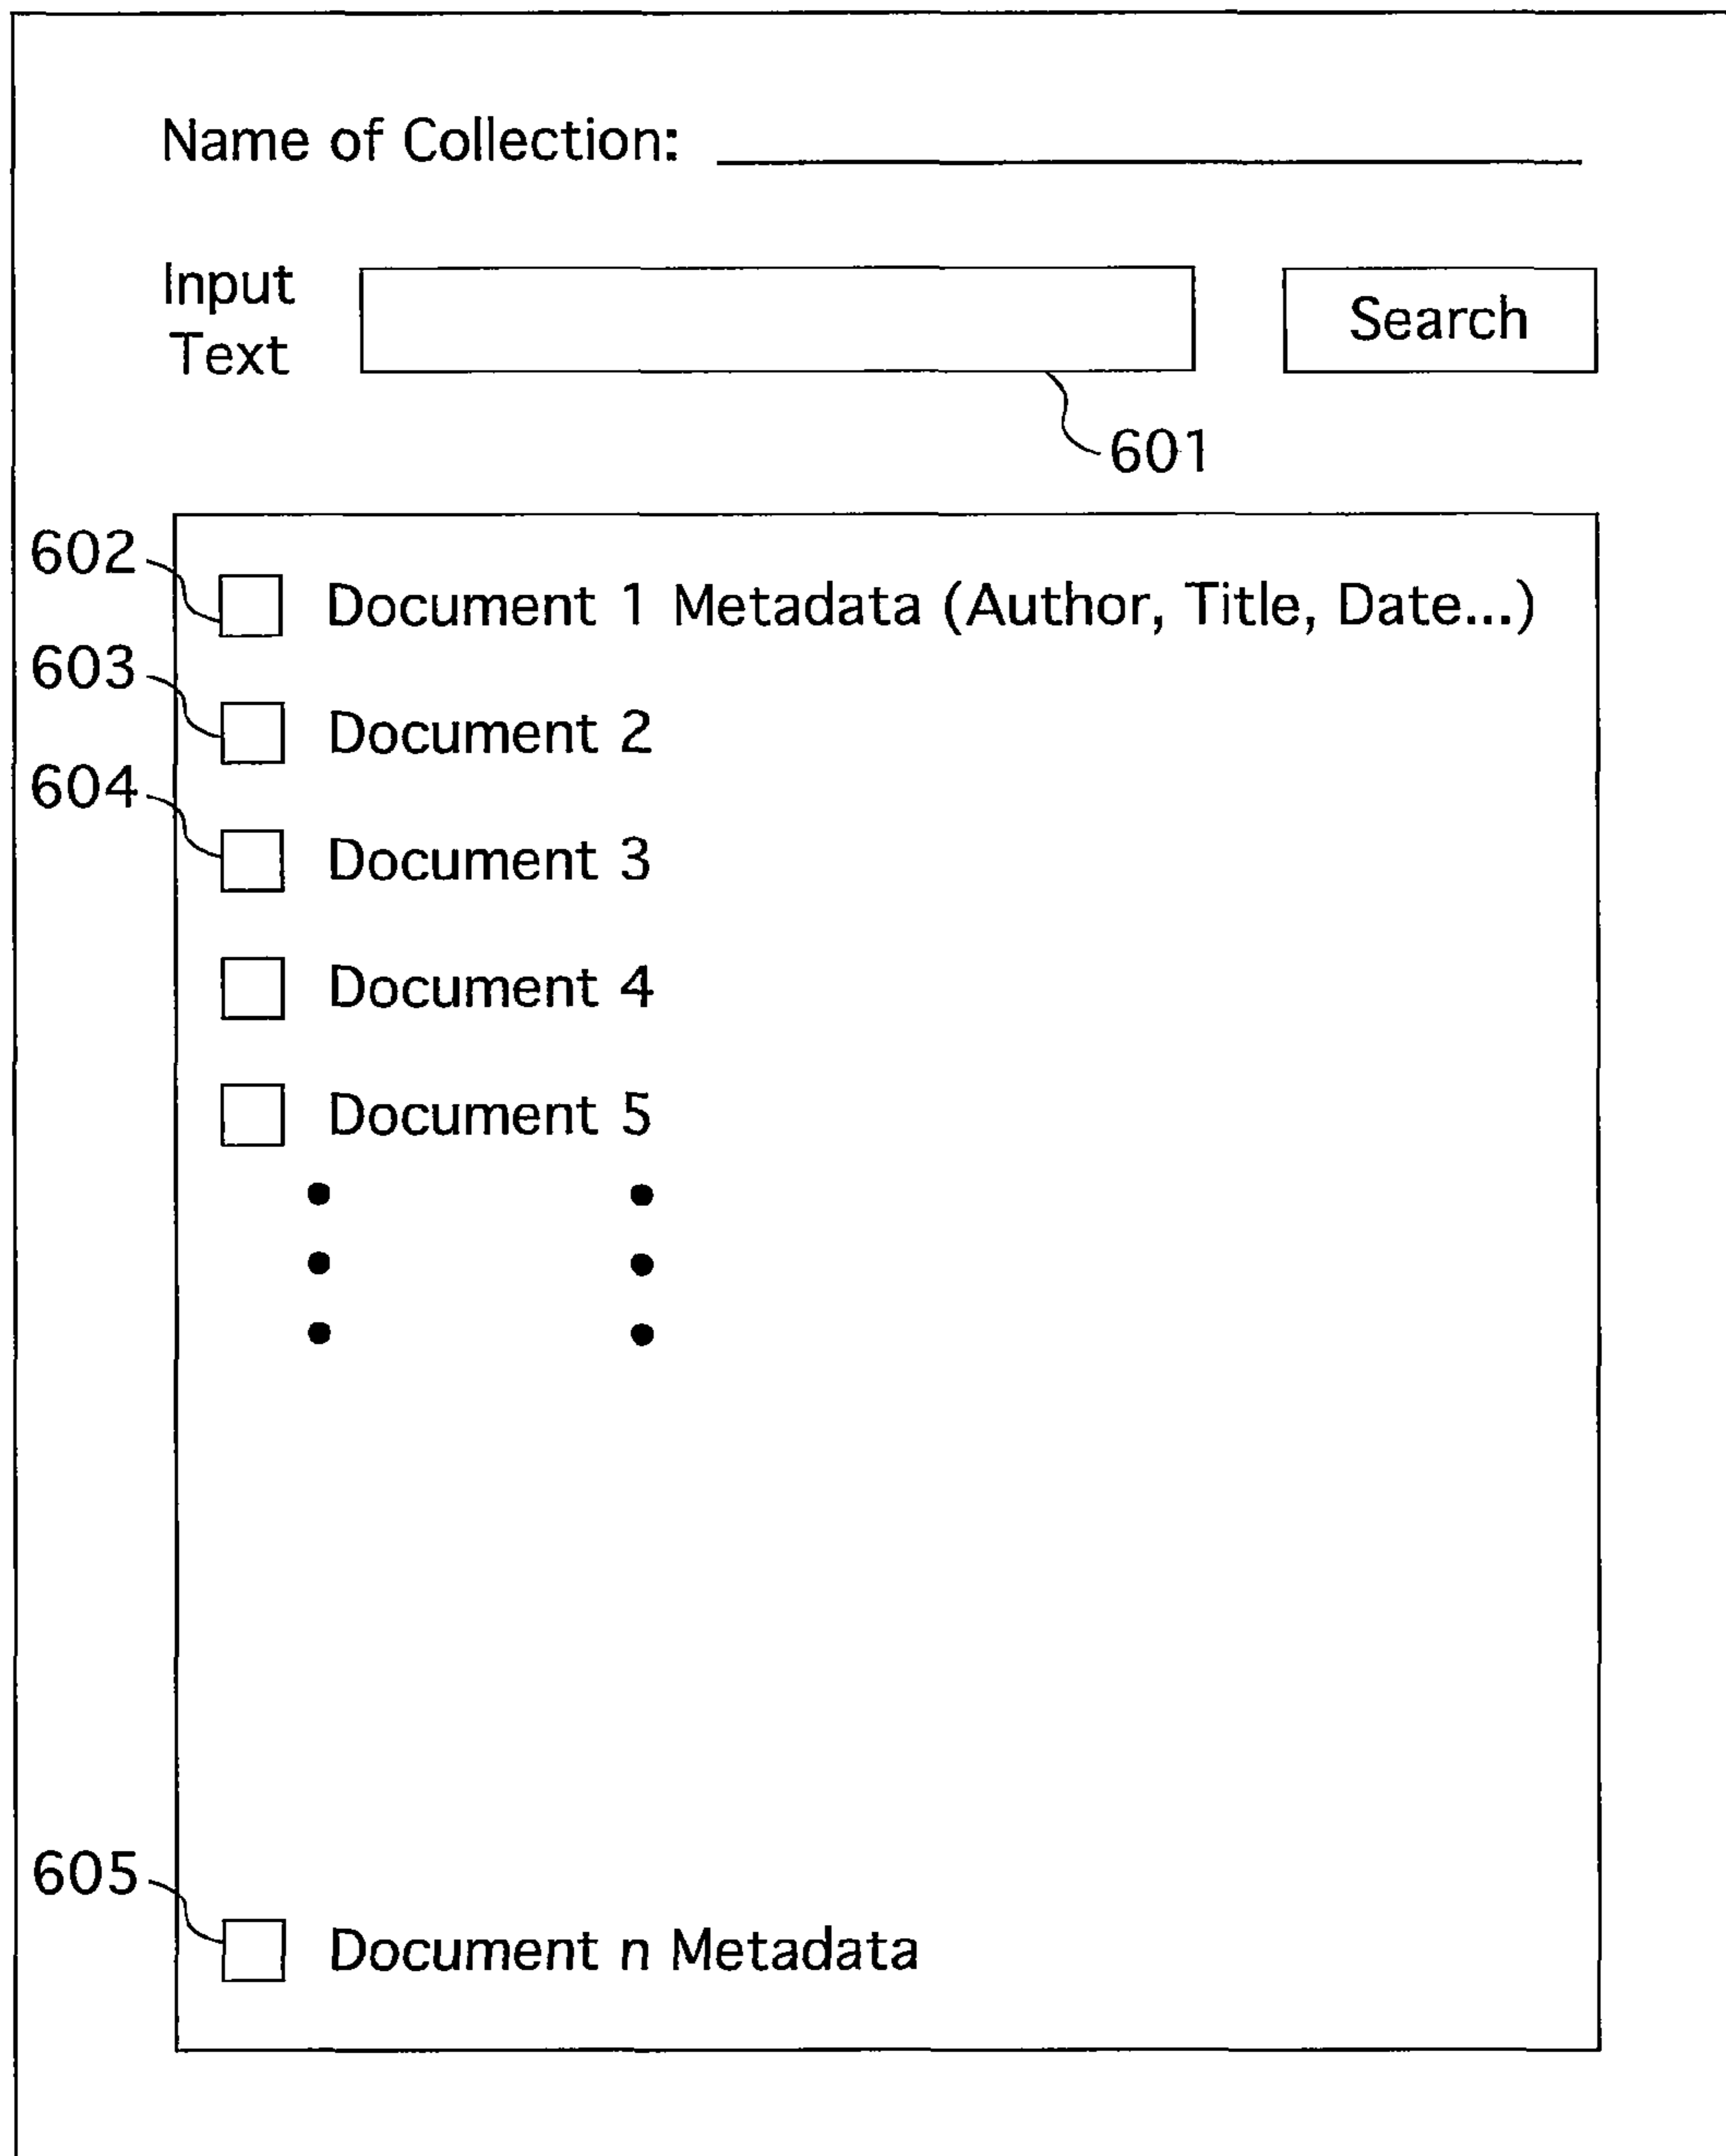 Name of Collection:
Input
Text
Search
601
602
Document 1 Metadata (Author, Title, Date...)
603
Document 2
604
Document 3
Document 4
Document 5
605
Document n Metadata